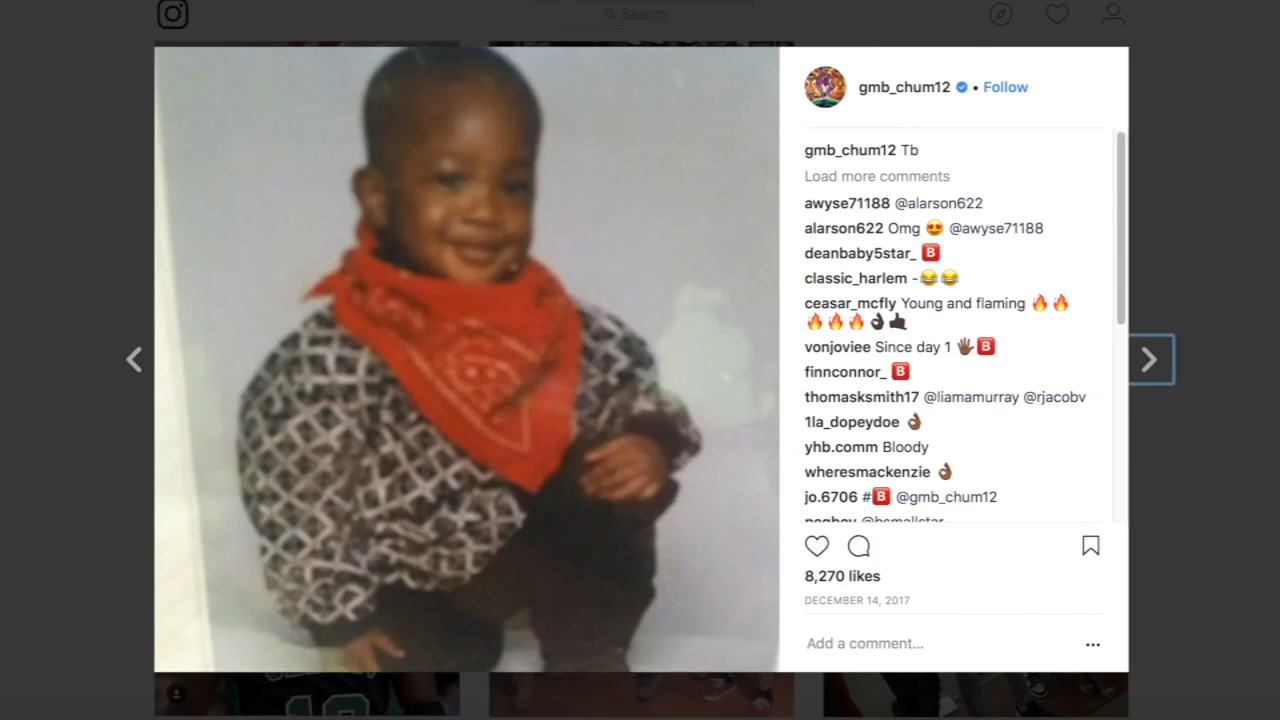 Search
gmb_chum12 • Follow
gmb_chum12 Tb
Load more comments
awyse71188 @alarson622
alarson622 Omg 😍 @awyse71188
deanbaby5star_ 🅱️
classic_harlem -😂😂
ceasar_mcfly Young and flaming 🔥🔥
🔥🔥🔥👌🏿🤙🏿
vonjoviee Since day 1 👋🏾🅱️
finnconnor_ 🅱️
thomasksmith17 @liamamurray @rjacobv
1la_dopeydoe 👌🏾
yhb.comm Bloody
wheresmackenzie 👌🏾
jo.6706 #🅱️ @gmb_chum12
8,270 likes
DECEMBER 14, 2017
Add a comment...